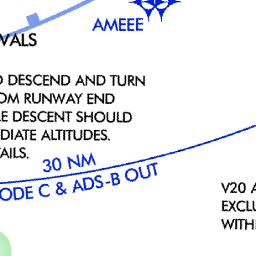 AMEEE
VALS
DESCEND AND TURN
OM RUNWAY END
E DESCENT SHOULD
DIATE ALTITUDES.
AILS.
30 NM
ODE C & ADS-B OUT
V20
EXCLU
WITH